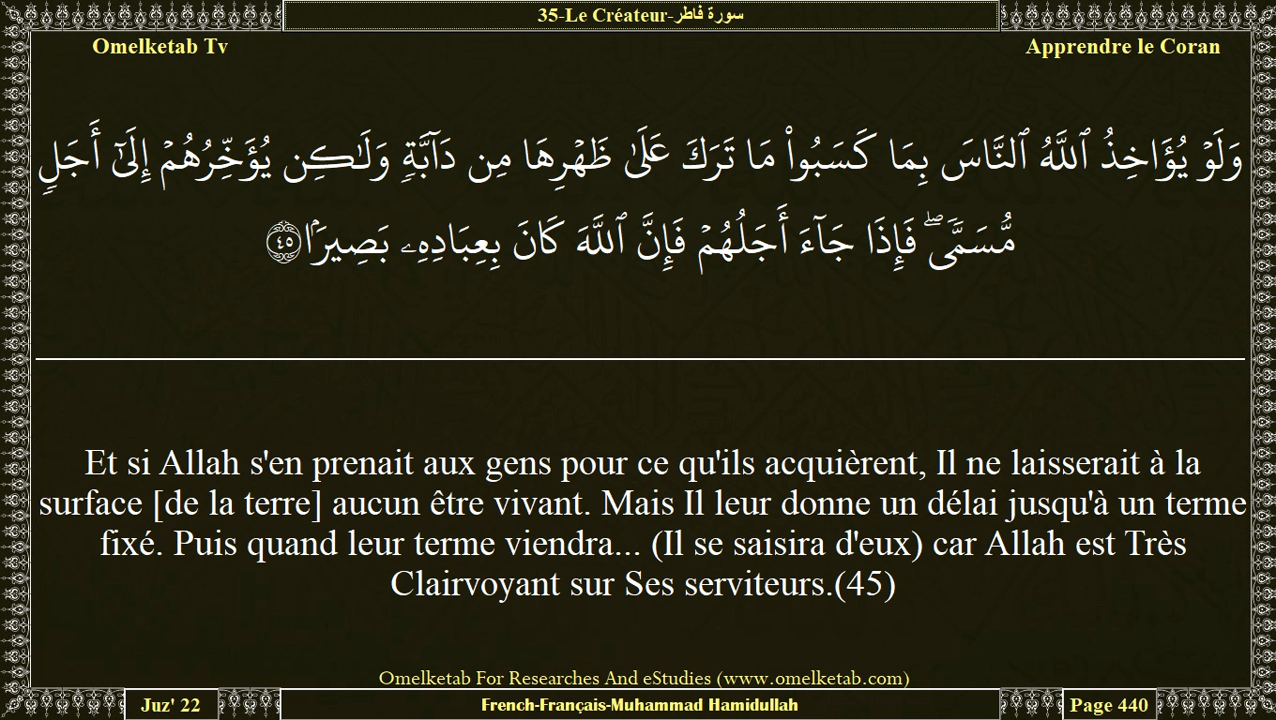 35-Le Créateur-سورة فاطر
Omelketab Tv
Apprendre le Coran
وَلَوۡ يُؤَاخِذُ ٱللَّهُ ٱلنَّاسَ بِمَا كَسَبُواْ مَا تَرَكَ عَلَىٰ ظَهۡرِهَا مِن دَآبَّةٖ وَلَٰكِن يُؤَخِّرُهُمۡ إِلَىٰٓ أَجَلٖ
مُّسَمّٗىۖ فَإِذَا جَآءَ أَجَلُهُمۡ فَإِنَّ ٱللَّهَ كَانَ بِعِبَادِهِۦ بَصِيرَۢا ٤٥
Et si Allah s'en prenait aux gens pour ce qu'ils acquièrent, Il ne laisserait à la
surface [de la terre] aucun être vivant. Mais Il leur donne un délai jusqu'à un terme
fixé. Puis quand leur terme viendra... (Il se saisira d'eux) car Allah est Très
Clairvoyant sur Ses serviteurs.(45)
Omelketab For Researches And eStudies (www.omelketab.com)
Juz' 22
French-Français-Muhammad Hamidullah
Page 440